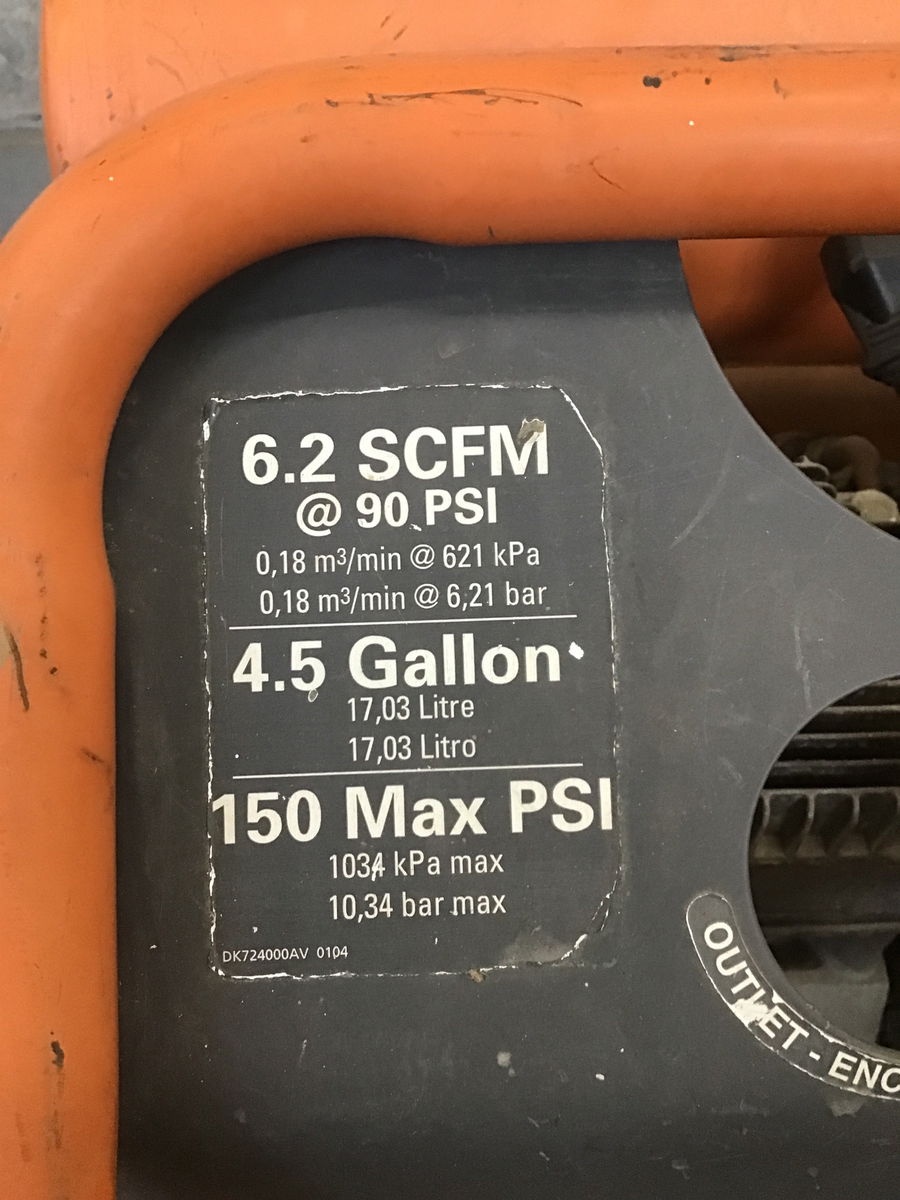 6.2 SCFM
@ 90 PSI
0,18 m³/min @ 621 kPa
0,18 m³/min @ 6,21 bar
4.5 Gallon
17,03 Litre
17,03 Litro
150 Max PSI
1034 kPa max
10,34 bar max
DK724000AV 0104
OUTLET - ENC